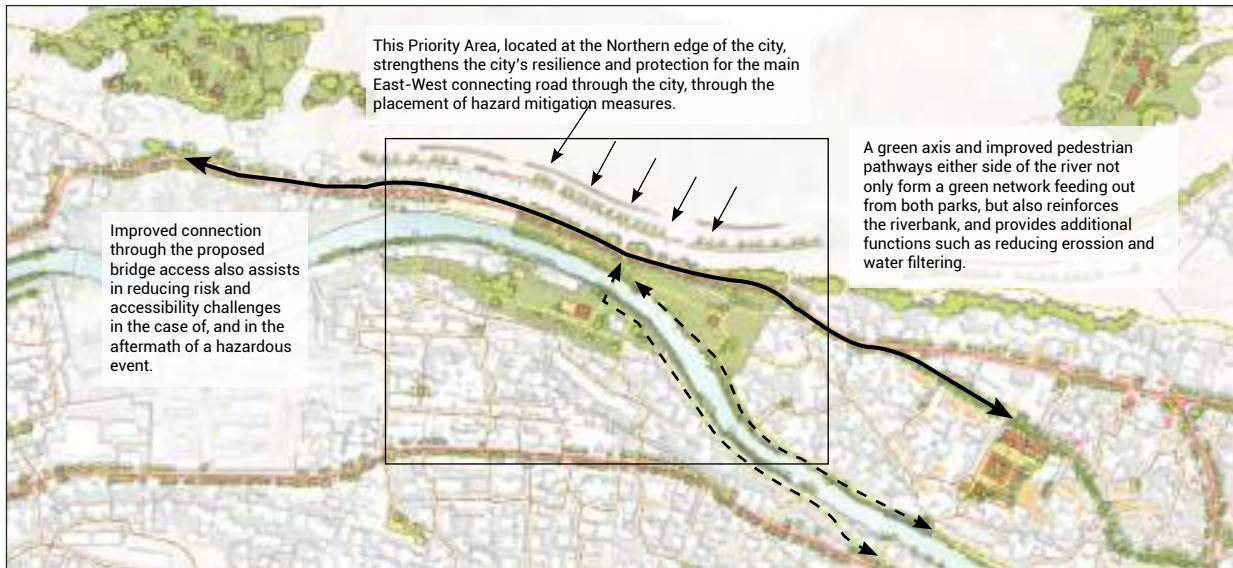 This Priority Area, located at the Northern edge of the city,
strengthens the city's resilience and protection for the main
East-West connecting road through the city, through the
placement of hazard mitigation measures.
A green axis and improved pedestrian
pathways either side of the river not
only form a green network feeding out
from both parks, but also reinforces
the riverbank, and provides additional
functions such as reducing erossion and
water filtering.
Improved connection
through the proposed
bridge access also assists
in reducing risk and
accessibility challenges
in the case of, and in the
aftermath of a hazardous
event.